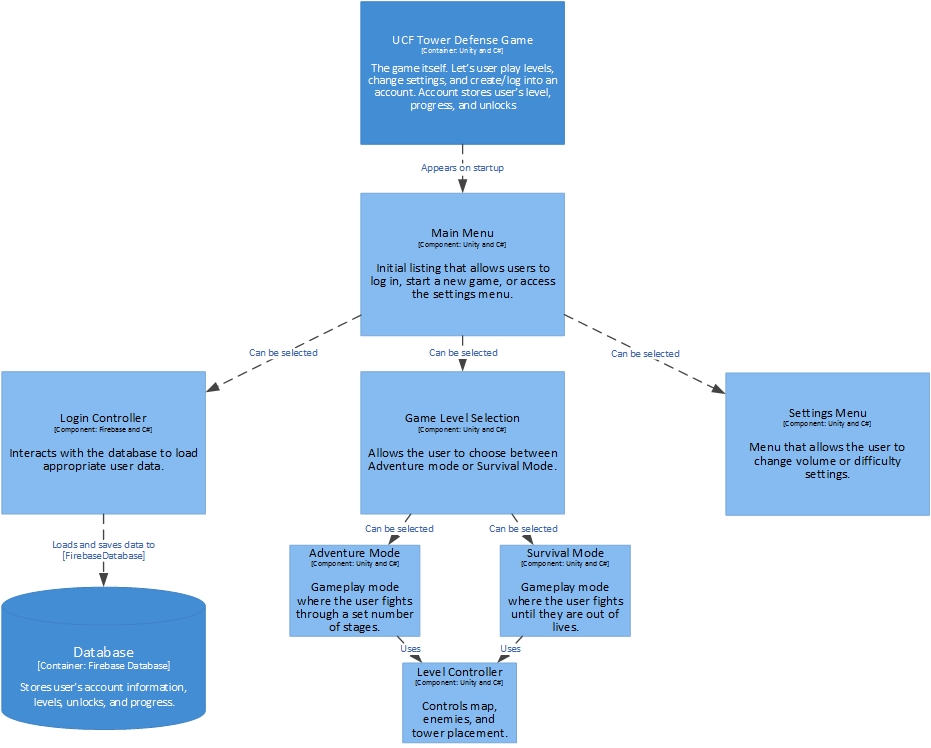 UCF Tower Defense Game
[Container: Unity and C#]
The game itself. Let's user play levels,
change settings, and create/log into an
account. Account stores user's level,
progress, and unlocks
Appears on startup
Main Menu
[Component: Unity and C#]
Initial listing that allows users to
log in, start a new game, or access
the settings menu.
Can be selected
Can be selected
Can be selected
Login Controller
[Component: Firebase and C#]
Interacts with the database to load
appropriate user data.
Game Level Selection
[Component: Unity and C#]
Allows the user to choose between
Adventure mode or Survival Mode.
Settings Menu
[Component: Unity and C#]
Menu that allows the user to
change volume or difficulty
settings.
Loads and saves data to
[FirebaseDatabase]
Can be selected
Can be selected
Adventure Mode
[Component: Unity and C#]
Gameplay mode
where the user fights
through a set number
of stages.
Survival Mode
[Component: Unity and C#]
Gameplay mode
where the user fights
until they are out of
lives.
Uses
Uses
Database
[Container: Firebase Database]
Stores user's account information,
levels, unlocks, and progress.
Level Controller
[Component: Unity and C#]
Controls map,
enemies, and
tower placement.